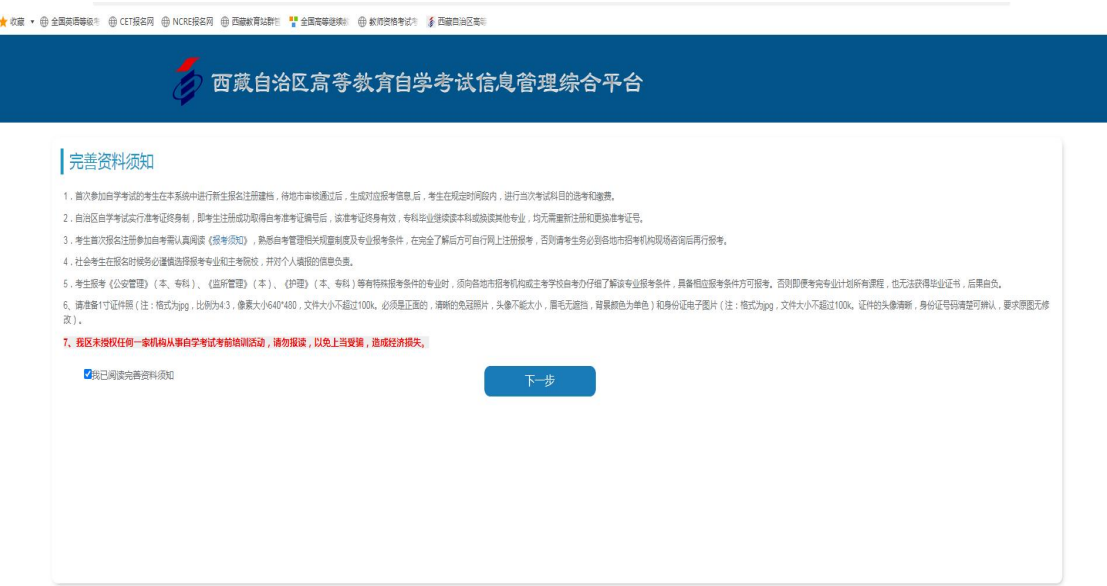 收藏
全国英语等级
CET报名网
NCRE报名网
西藏教育站群
全国高等继续
教师资格考试
西藏自治区高
西藏自治区高等教育自学考试信息管理综合平台
完善资料须知
1．首次参加自学考试的考生在本系统中进行新生报名注册建档，待地市审核通过后，生成对应报考信息后，考生在规定时间段内，进行当次考试科目的选考和缴费。
2．自治区自学考试实行准考证终身制，即考生注册成功取得自考准考证编号后，该准考证终身有效，专科毕业继续读本科或换读其他专业，均无需重新注册和更换准考证号。
3．考生首次报名注册参加自考需认真阅读《报考须知》，熟悉自考管理相关规章制度及专业报考条件，在完全了解后方可自行网上注册报考，否则请考生务必到各地市招考机构现场咨询后再行报考。
4．社会考生在报名时候务必谨慎选择报考专业和主考院校，并对个人填报的信息负责。
5．考生报考《公安管理》（本、专科）、《监所管理》（本）、《护理》（本、专科）等有特殊报考条件的专业时，须向各地市招考机构或主考学校自考办仔细了解该专业报考条件，具备相应报考条件方可报考。否则即便考完专业计划所有课程，也无法获得毕业证书，后果自负。
6、请准备1寸证件照（注：格式为jpg，比例为4:3，像素大小640*480，文件大小不超过100k。必须是正面的，清晰的免冠照片，头像不能太小，眉毛无遮挡，背景颜色为单色）和身份证电子图片（注：格式为jpg，文件大小不超过100k。证件的头像清晰，身份证号码清楚可辨认，要求原图无修
改）。
7、我区未授权任何一家机构从事自学考试考前培训活动，请勿报读，以免上当受骗，造成经济损失。
我已阅读完善资料须知
下一步